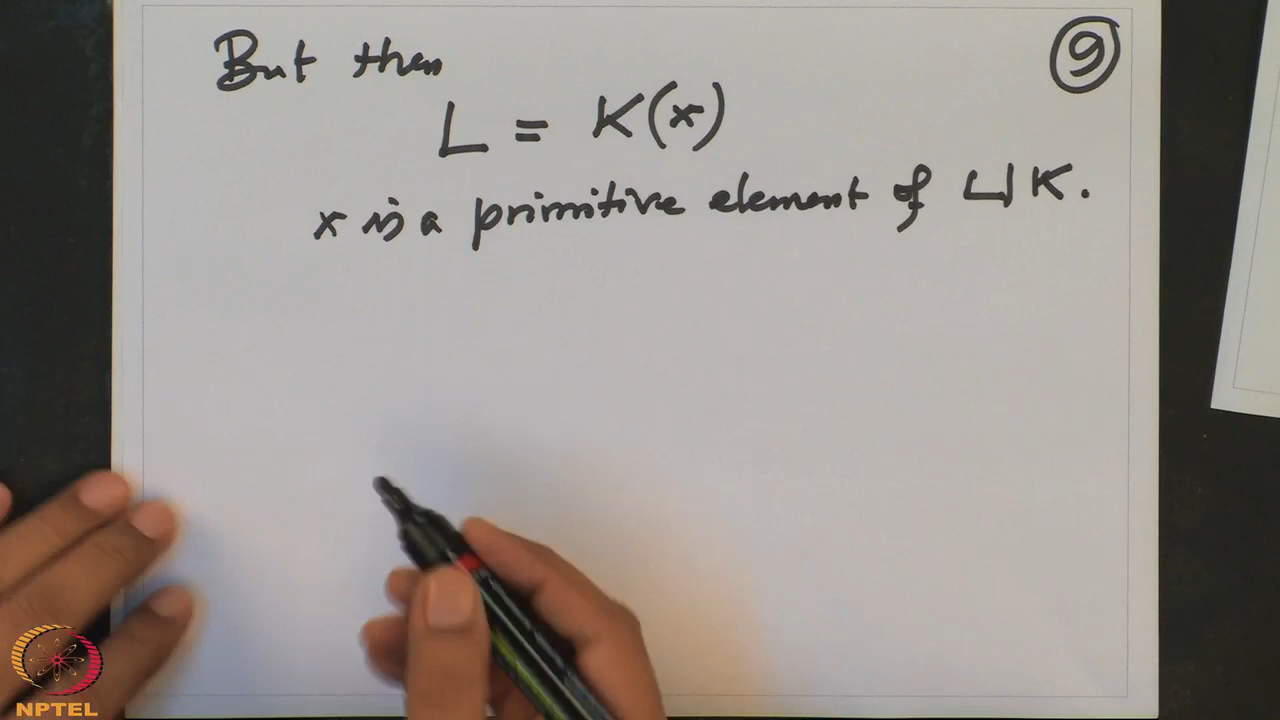 But then
9
L = K(x)
x is a primitive element of L|K.
NPTEL